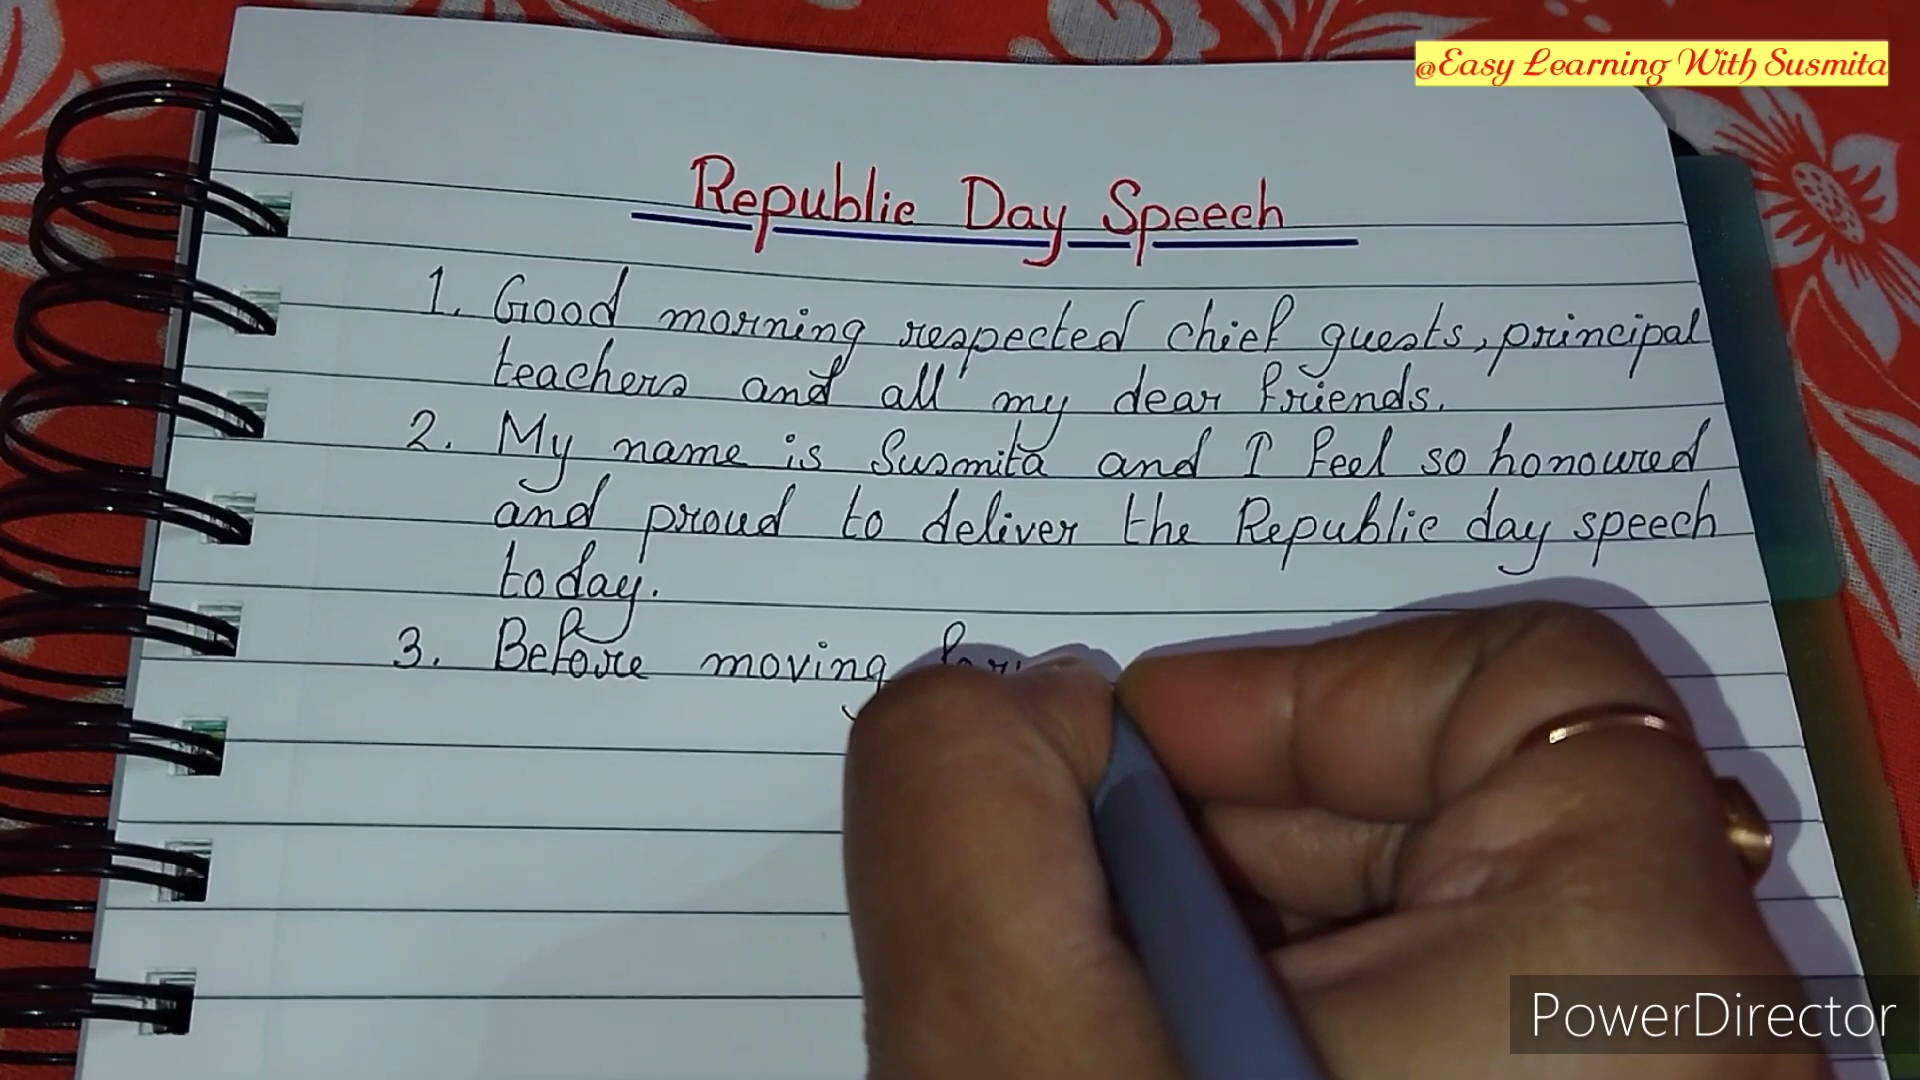 @Easy Learning With Susmita
Republic Day Speech
1. Good morning respected chief guests, principal
teachers and all my dear friends.
2. My name is Susmita and I feel so honoured
and proud to deliver the Republic day speech
today.
3. Before moving
PowerDirector